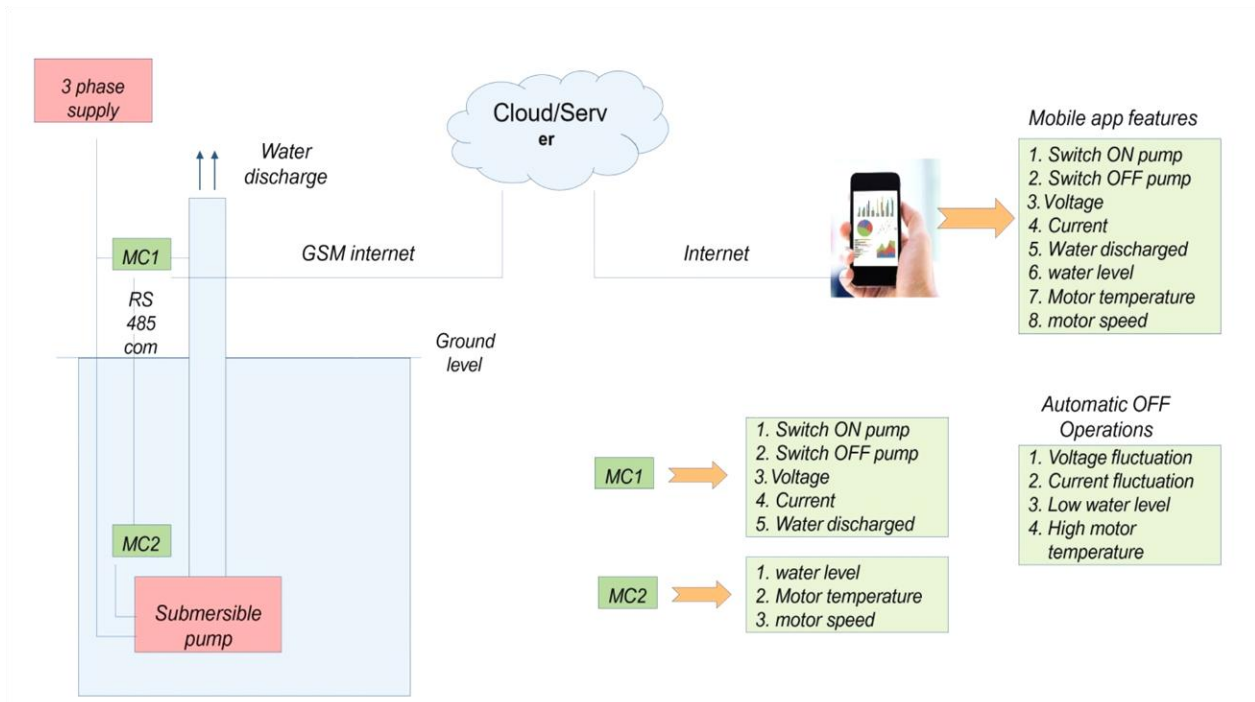 3 phase
supply
Water
discharge
MC1
RS
485
com
GSM internet
Cloud/Serv
er
Internet
Ground
level
MC2
Submersible
pump
Mobile app features
1. Switch ON pump
2. Switch OFF pump
3. Voltage
4. Current
5. Water discharged
6. water level
7. Motor temperature
8. motor speed
MC1
1. Switch ON pump
2. Switch OFF pump
3. Voltage
4. Current
5. Water discharged
MC2
1. water level
2. Motor temperature
3. motor speed
Automatic OFF
Operations
1. Voltage fluctuation
2. Current fluctuation
3. Low water level
4. High motor
temperature